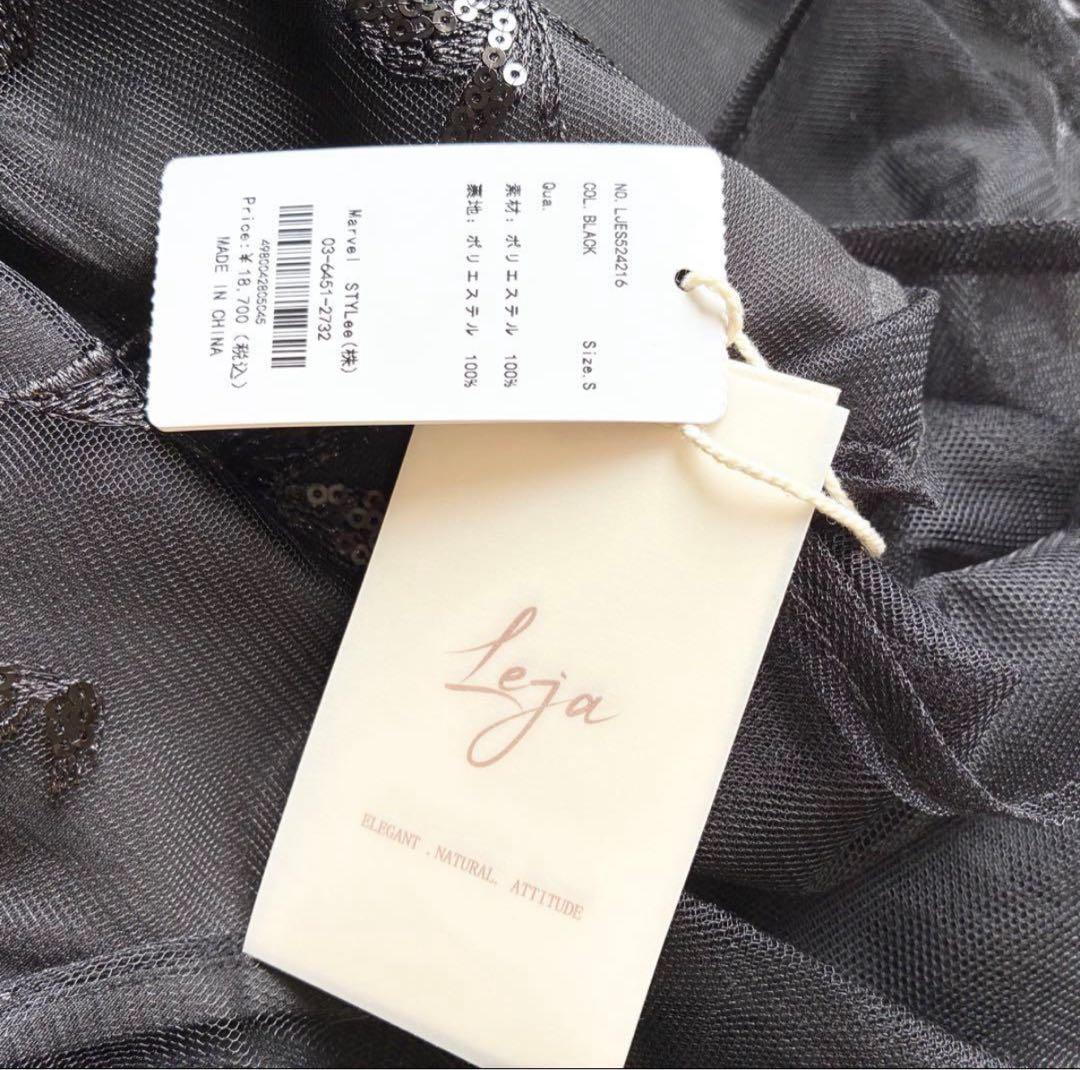 NO. LJES524216
COL. BLACK Size. S
Qua.
素材: ポリエステル 100%
裏地: ポリエステル 100%
Marvel STYLee(株)
03-6451-2732
4980042805045
Price:¥18,700(税込)
MADE IN CHINA
Leja
ELEGANT .NATURAL. ATTITUDE